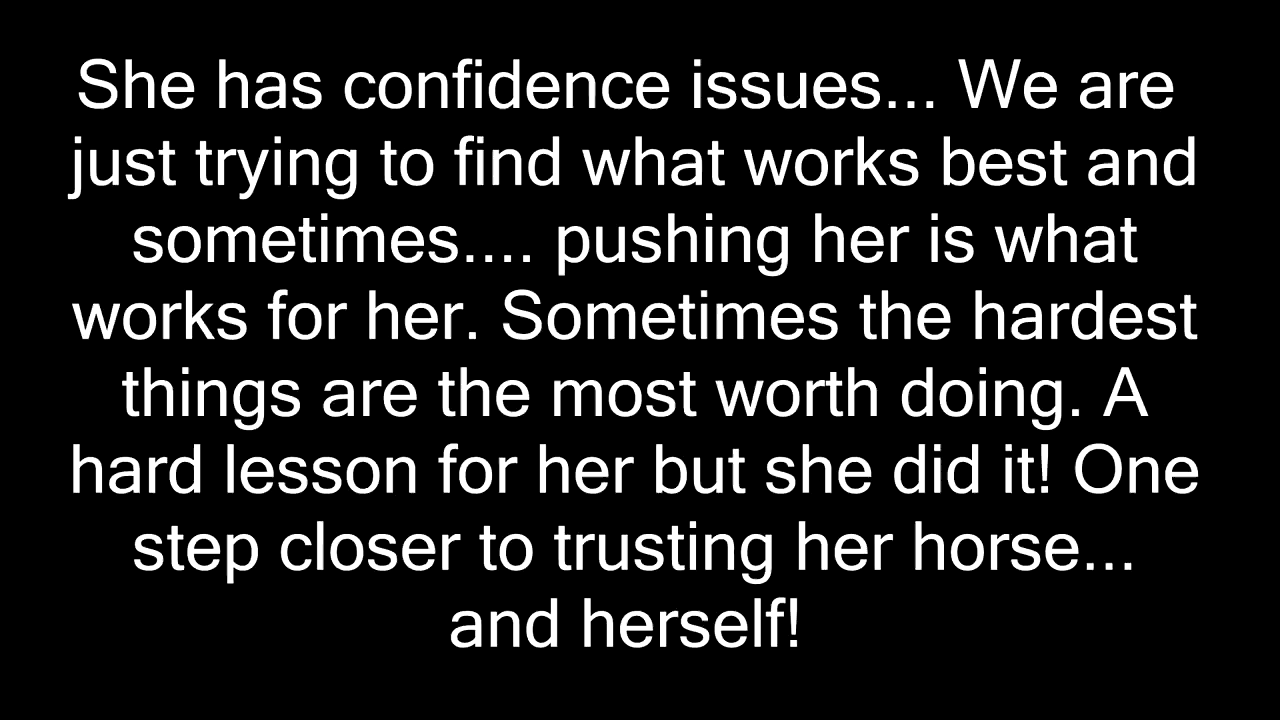 She has confidence issues... We are
just trying to find what works best and
sometimes.... pushing her is what
works for her. Sometimes the hardest
things are the most worth doing. A
hard lesson for her but she did it! One
step closer to trusting her horse...
and herself!